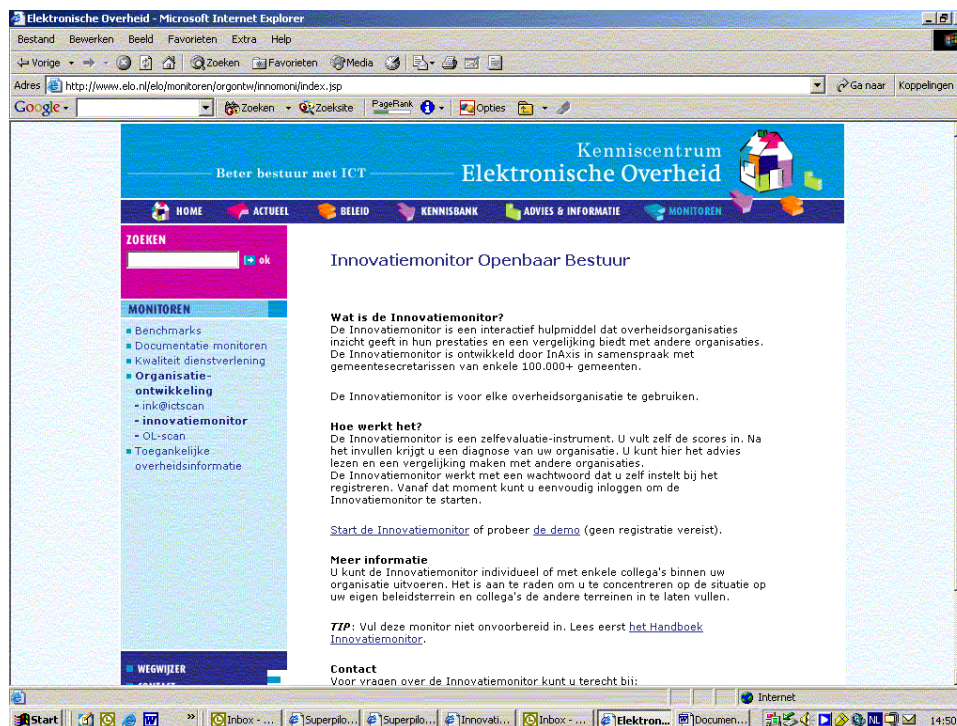 Elektronische Overheid - Microsoft Internet Explorer
Bestand Bewerken Beeld Favorieten Extra Help
Vorige Zoeken Favorieten Media
Adres http://www.elo.nl/elo/monitoren/orgontw/innomoni/index.jsp Ga naar Koppelingen
Google Zoeken Zoeksite PageRank Opties
Kenniscentrum
Beter bestuur met ICT Elektronische Overheid
HOME ACTUEEL BELEID KENNISBANK ADVIES & INFORMATIE MONITOREN
ZOEKEN
ok
MONITOREN
Benchmarks
Documentatie monitoren
Kwaliteit dienstverlening
Organisatie-
ontwikkeling
- ink@ictscan
- innovatiemonitor
- OL-scan
Toegankelijke
overheidsinformatie
WEGWIJZER
Innovatiemonitor Openbaar Bestuur
Wat is de Innovatiemonitor?
De Innovatiemonitor is een interactief hulpmiddel dat overheidsorganisaties
inzicht geeft in hun prestaties en een vergelijking biedt met andere organisaties.
De Innovatiemonitor is ontwikkeld door InAxis in samenspraak met
gemeentesecretarissen van enkele 100.000+ gemeenten.
De Innovatiemonitor is voor elke overheidsorganisatie te gebruiken.
Hoe werkt het?
De Innovatiemonitor is een zelfevaluatie-instrument. U vult zelf de scores in. Na
het invullen krijgt u een diagnose van uw organisatie. U kunt hier het advies
lezen en een vergelijking maken met andere organisaties.
De Innovatiemonitor werkt met een wachtwoord dat u zelf instelt bij het
registreren. Vanaf dat moment kunt u eenvoudig inloggen om de
Innovatiemonitor te starten.
Start de Innovatiemonitor of probeer de demo (geen registratie vereist).
Meer informatie
U kunt de Innovatiemonitor individueel of met enkele collega's binnen uw
organisatie uitvoeren. Het is aan te raden om u te concentreren op de situatie op
uw eigen beleidsterrein en collega's de andere terreinen in te laten vullen.
TIP: Vul deze monitor niet onvoorbereid in. Lees eerst het Handboek
Innovatiemonitor.
Contact
Voor vragen over de Innovatiemonitor kunt u terecht bij:
Internet
Start » Inbox - ... Superpilo... Superpilo... Innovati... Inbox - ... Elektron... Documen... NL 14:50